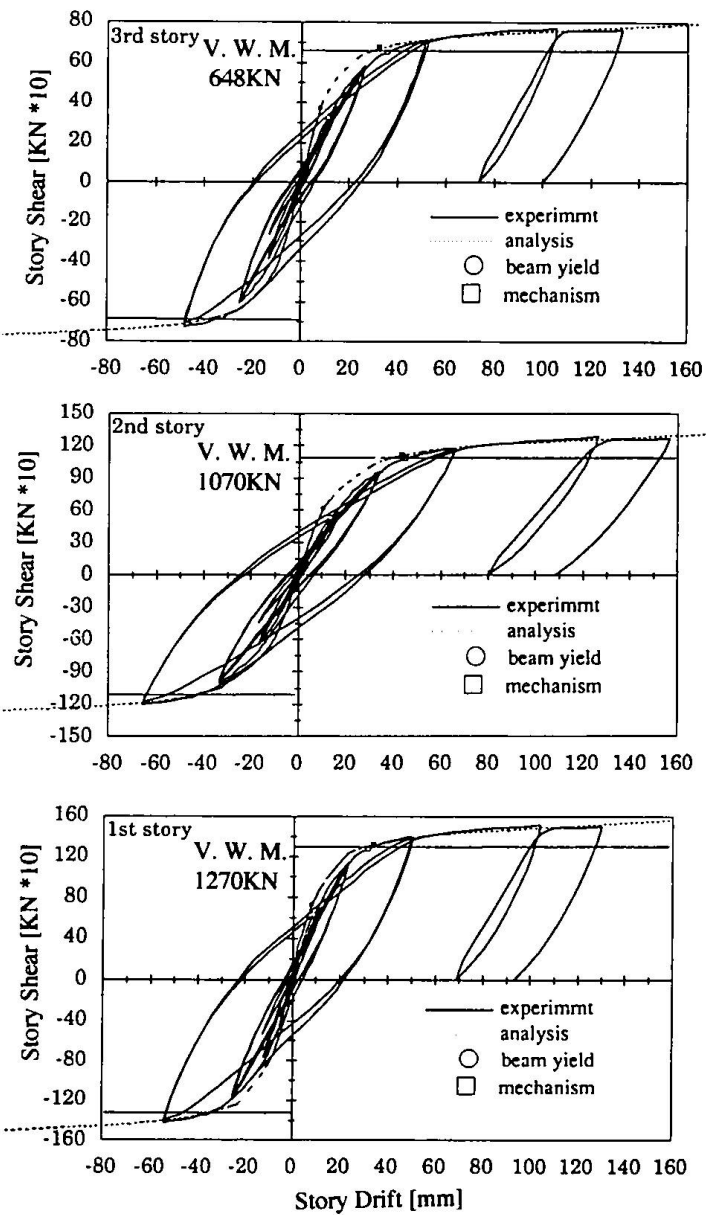 80
3rd story
V. W. M.
648KN
60
40
20
0
-20
-40
-60
-80
Story Shear [KN *10]
experimrnt
analysis
beam yield
mechanism
-80 -60 -40 -20 0 20 40 60 80 100 120 140 160
150
2nd story
V. W. M.
1070KN
120
90
60
30
0
-30
-60
-90
-120
-150
Story Shear [KN *10]
experimrnt
analysis
beam yield
mechanism
-80 -60 -40 -20 0 20 40 60 80 100 120 140 160
160
1st story
V. W. M.
1270KN
120
80
40
0
-40
-80
-120
-160
Story Shear [KN *10]
experimrnt
analysis
beam yield
mechanism
-80 -60 -40 -20 0 20 40 60 80 100 120 140 160
Story Drift [mm]